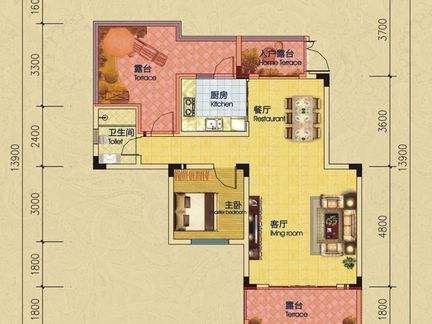 1600
3300
2400
13900
3000
1800
1800
露台
Terrace
入户露台
Home Terrace
厨房
Kitchen
餐厅
Restaurant
卫生间
Toilet
主卧
master bedroom
客厅
living room
露台
Terrace
3700
3600
13900
4800
1800